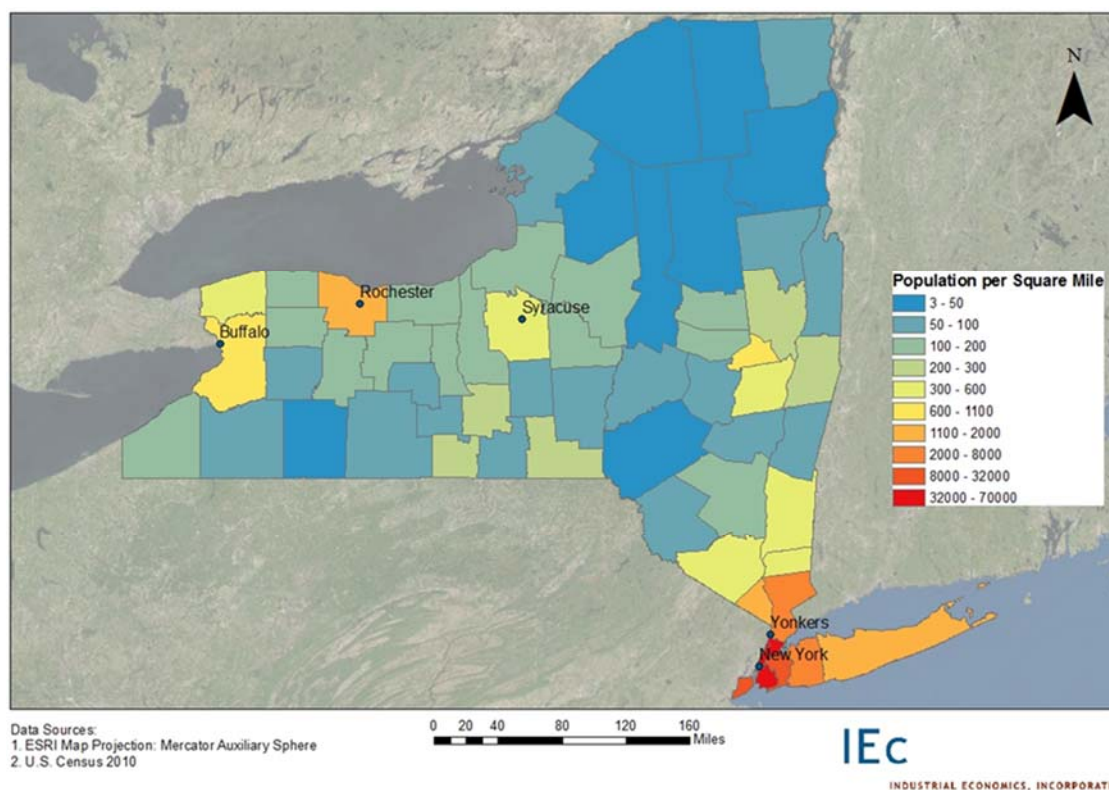 N
Rochester
Syracuse
Buffalo
Yonkers
New York
Population per Square Mile
3 - 50
50 - 100
100 - 200
200 - 300
300 - 600
600 - 1100
1100 - 2000
2000 - 8000
8000 - 32000
32000 - 70000
Data Sources:
1. ESRI Map Projection: Mercator Auxiliary Sphere
2. U.S. Census 2010
0 20 40 80 120 160
Miles
IEc
INDUSTRIAL ECONOMICS, INCORPORAT